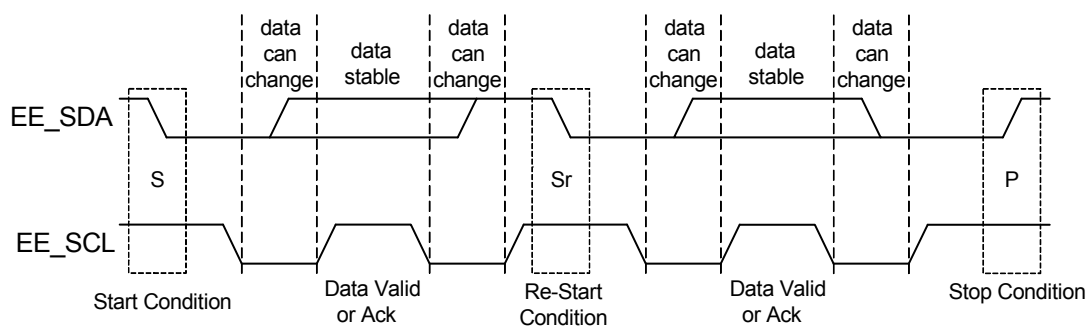 data
can
change
data
stable
data
can
change
data
can
change
data
stable
data
can
change
EE_SDA
S
Sr
P
EE_SCL
Start Condition
Data Valid
or Ack
Re-Start
Condition
Data Valid
or Ack
Stop Condition